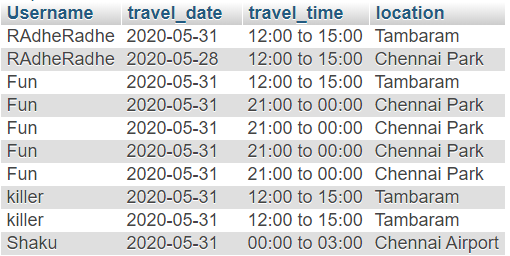 Username travel_date travel_time location
RAdheRadhe 2020-05-31 12:00 to 15:00 Tambaram
RAdheRadhe 2020-05-28 12:00 to 15:00 Chennai Park
Fun 2020-05-31 12:00 to 15:00 Tambaram
Fun 2020-05-31 21:00 to 00:00 Chennai Park
Fun 2020-05-31 21:00 to 00:00 Chennai Park
Fun 2020-05-31 21:00 to 00:00 Chennai Park
Fun 2020-05-31 21:00 to 00:00 Chennai Park
killer 2020-05-31 12:00 to 15:00 Tambaram
killer 2020-05-31 12:00 to 15:00 Tambaram
Shaku 2020-05-31 00:00 to 03:00 Chennai Airport